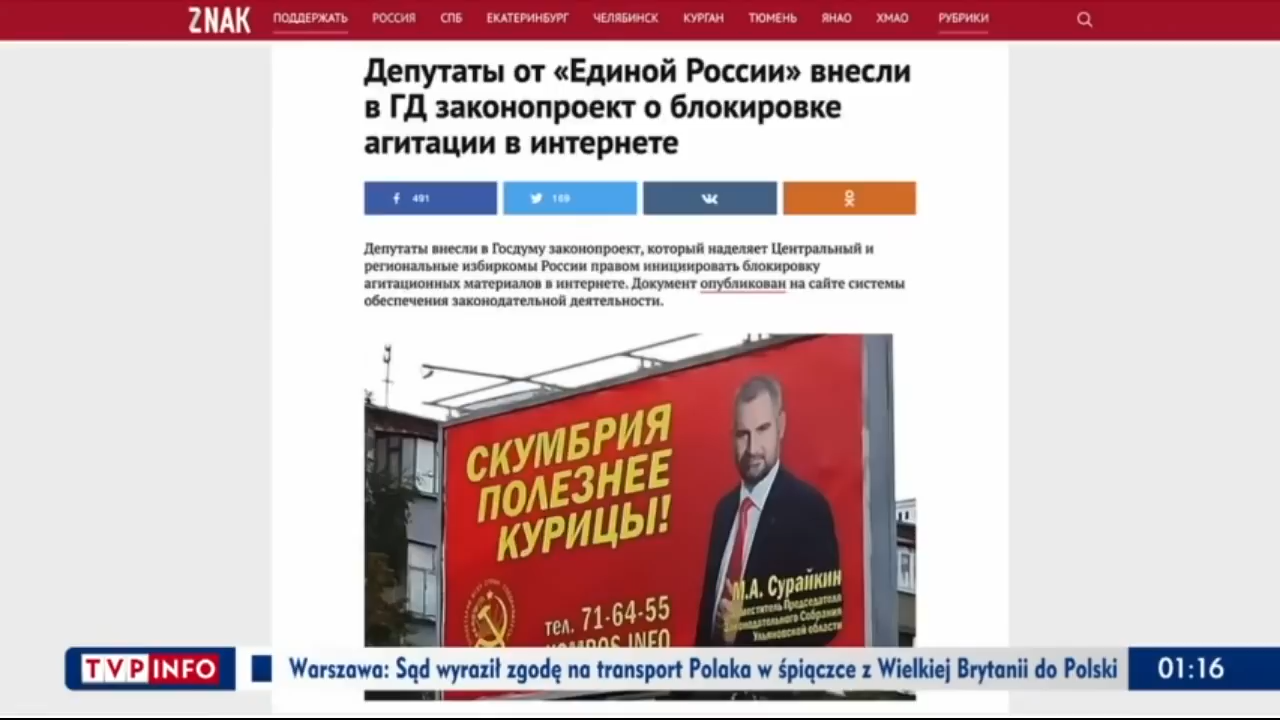 ZNAK ПОДДЕРЖАТЬ РОССИЯ СПБ ЕКАТЕРИНБУРГ ЧЕЛЯБИНСК КУРГАН ТЮМЕНЬ ЯНАО ХМАО РУБРИКИ
Депутаты от «Единой России» внесли
в ГД законопроект о блокировке
агитации в интернете
491 169
Депутаты внесли в Госдуму законопроект, который наделяет Центральный и
региональные избиркомы России правом инициировать блокировку
агитационных материалов в интернете. Документ опубликован на сайте системы
обеспечения законодательной деятельности.
СКУМБРИЯ
ПОЛЕЗНЕЕ
КУРИЦЫ!
М.А. Сурайкин
Заместитель Председателя
Законодательного Собрания
Ульяновской области
тел. 71-64-55
KOMROS.INFO
TVP INFO Warszawa: Sąd wyraził zgodę na transport Polaka w śpiączce z Wielkiej Brytanii do Polski 01:16